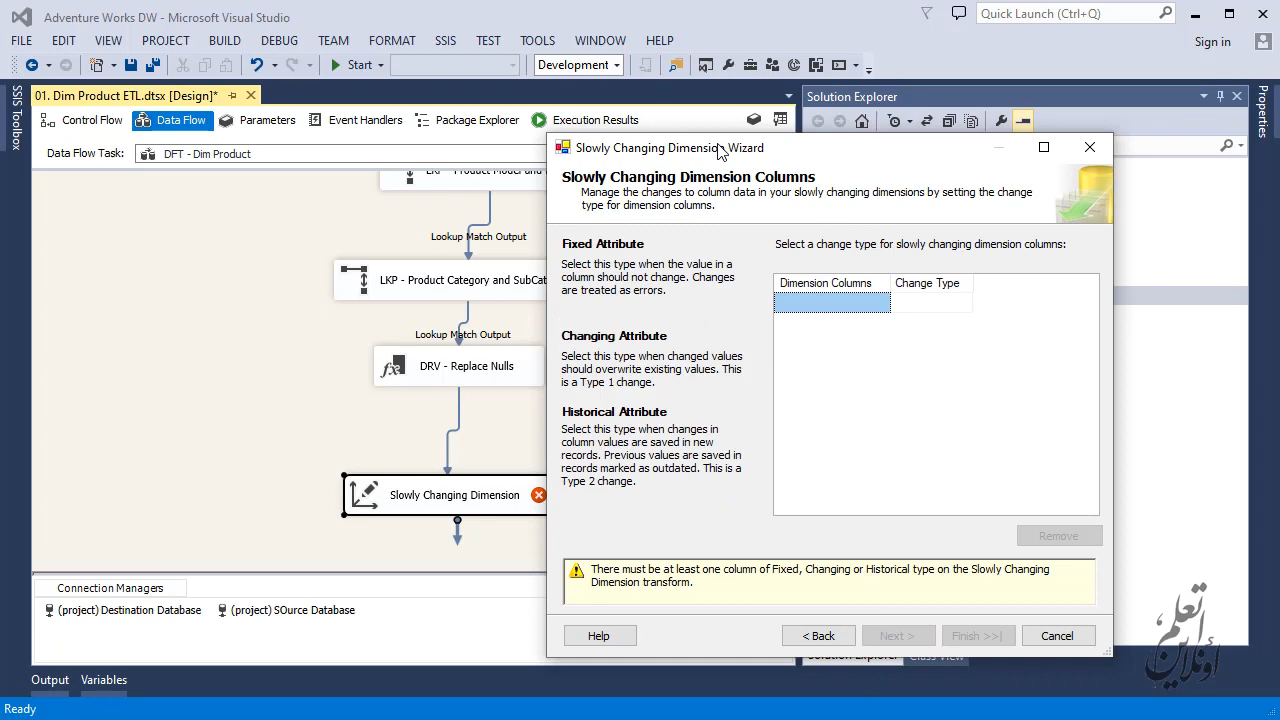 Adventure Works DW - Microsoft Visual Studio
Quick Launch (Ctrl+Q)
FILE EDIT VIEW PROJECT BUILD DEBUG TEAM FORMAT SSIS TEST TOOLS WINDOW HELP
Sign in
Start
Development
SSIS Toolbox
01. Dim Product ETL.dtsx [Design]*
Solution Explorer
Properties
Control Flow Data Flow Parameters Event Handlers Package Explorer Execution Results
Data Flow Task: DFT - Dim Product
Lookup Match Output
LKP - Product Category and SubCat
Lookup Match Output
DRV - Replace Nulls
Slowly Changing Dimension
Connection Managers
(project) Destination Database (project) SOurce Database
Slowly Changing Dimension Wizard
Slowly Changing Dimension Columns
Manage the changes to column data in your slowly changing dimensions by setting the change
type for dimension columns.
Fixed Attribute
Select this type when the value in a
column should not change. Changes
are treated as errors.
Changing Attribute
Select this type when changed values
should overwrite existing values. This
is a Type 1 change.
Historical Attribute
Select this type when changes in
column values are saved in new
records. Previous values are saved in
records marked as outdated. This is a
Type 2 change.
Select a change type for slowly changing dimension columns:
Dimension Columns Change Type
Remove
There must be at least one column of Fixed, Changing or Historical type on the Slowly Changing
Dimension transform.
Help < Back Next > Finish >>| Cancel
Solution Explorer Class View
أتعلم
اونلاين
Output Variables
Ready